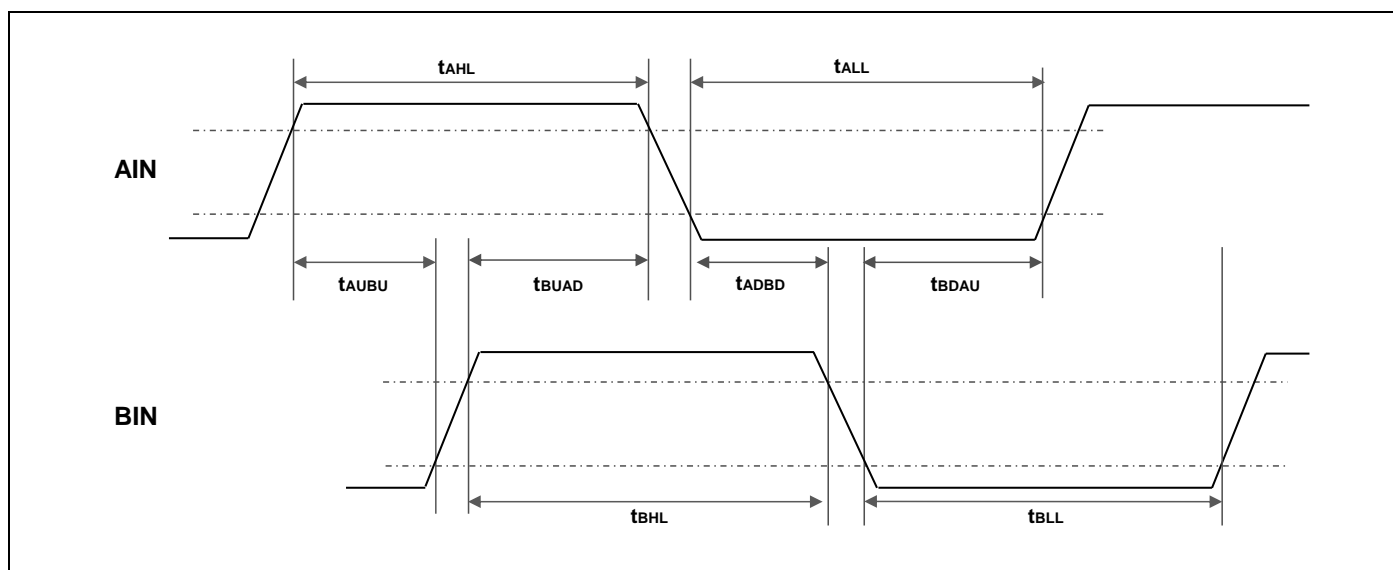 tAHL
tALL
AIN
tAUBU
tBUAD
tADBD
tBDAU
BIN
tBHL
tBLL